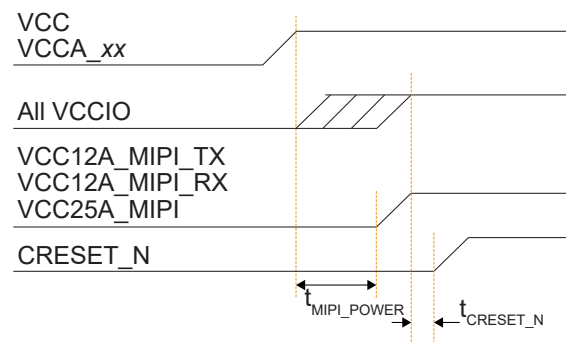 VCC
VCCA_xx
All VCCIO
VCC12A_MIPI_TX
VCC12A_MIPI_RX
VCC25A_MIPI
CRESET_N
tMIPI_POWER
tCRESET_N